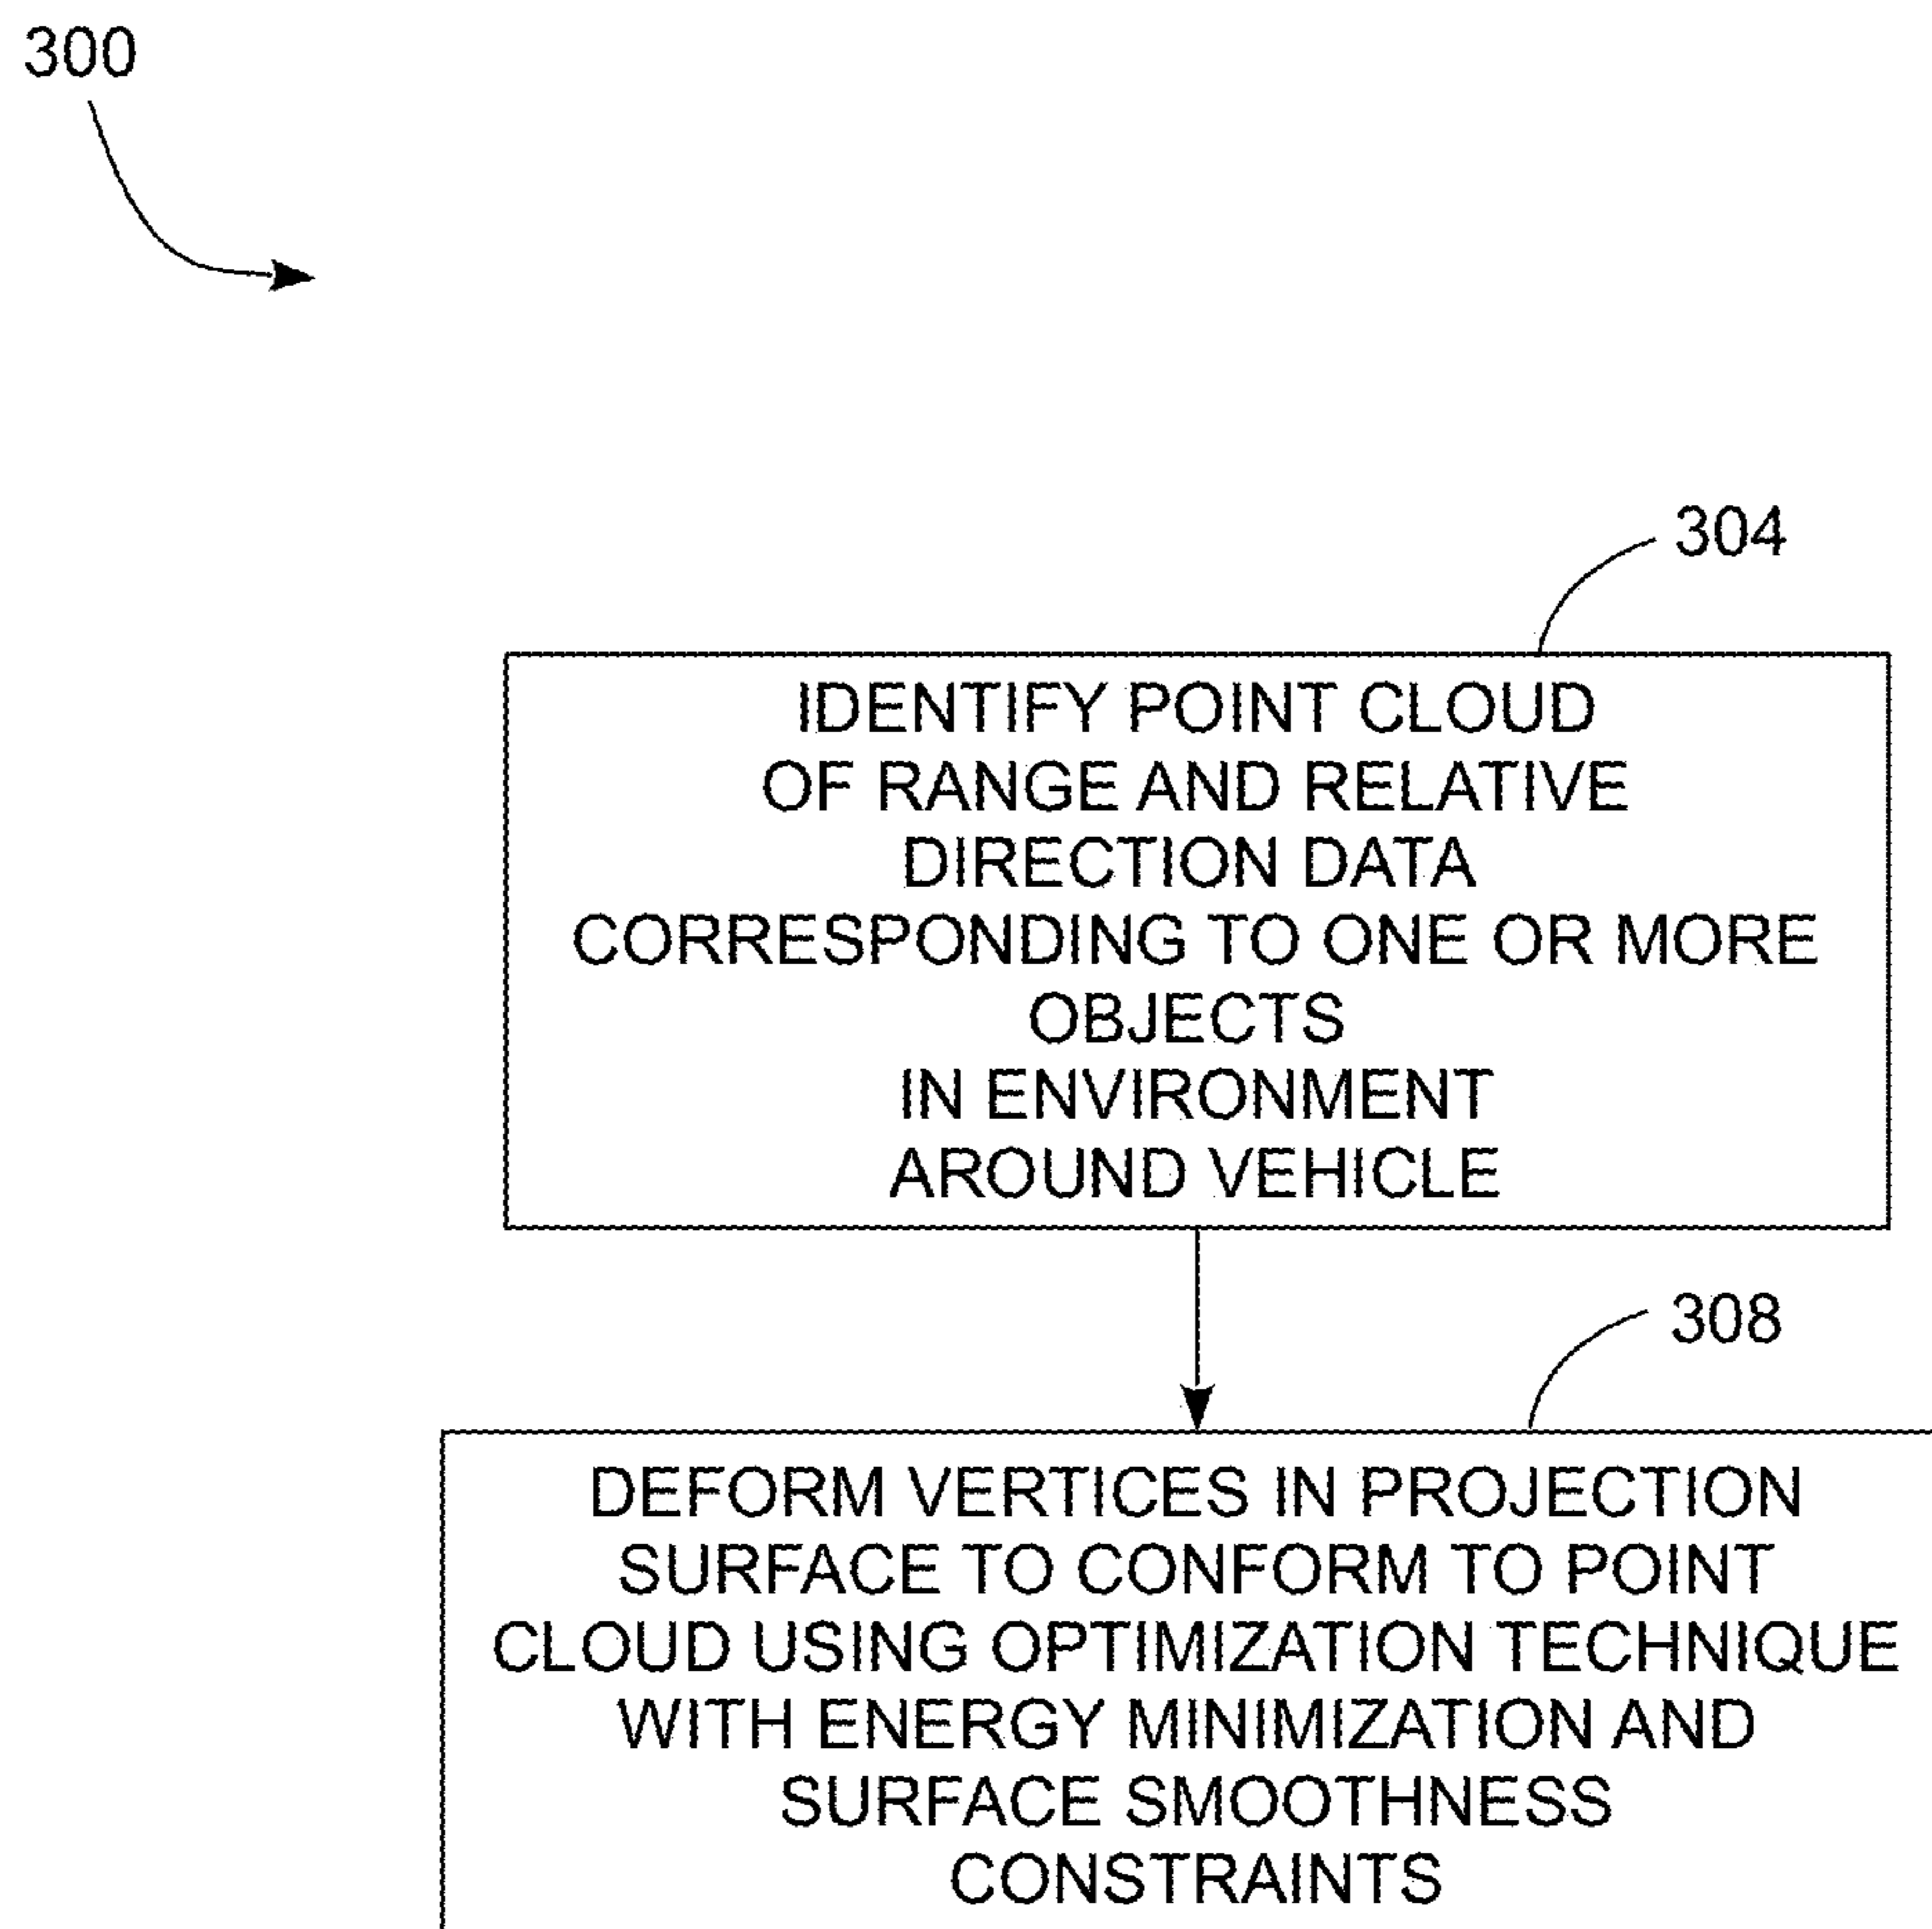 300
304
IDENTIFY POINT CLOUD
OF RANGE AND RELATIVE
DIRECTION DATA
CORRESPONDING TO ONE OR MORE
OBJECTS
IN ENVIRONMENT
AROUND VEHICLE
308
DEFORM VERTICES IN PROJECTION
SURFACE TO CONFORM TO POINT
CLOUD USING OPTIMIZATION TECHNIQUE
WITH ENERGY MINIMIZATION AND
SURFACE SMOOTHNESS
CONSTRAINTS